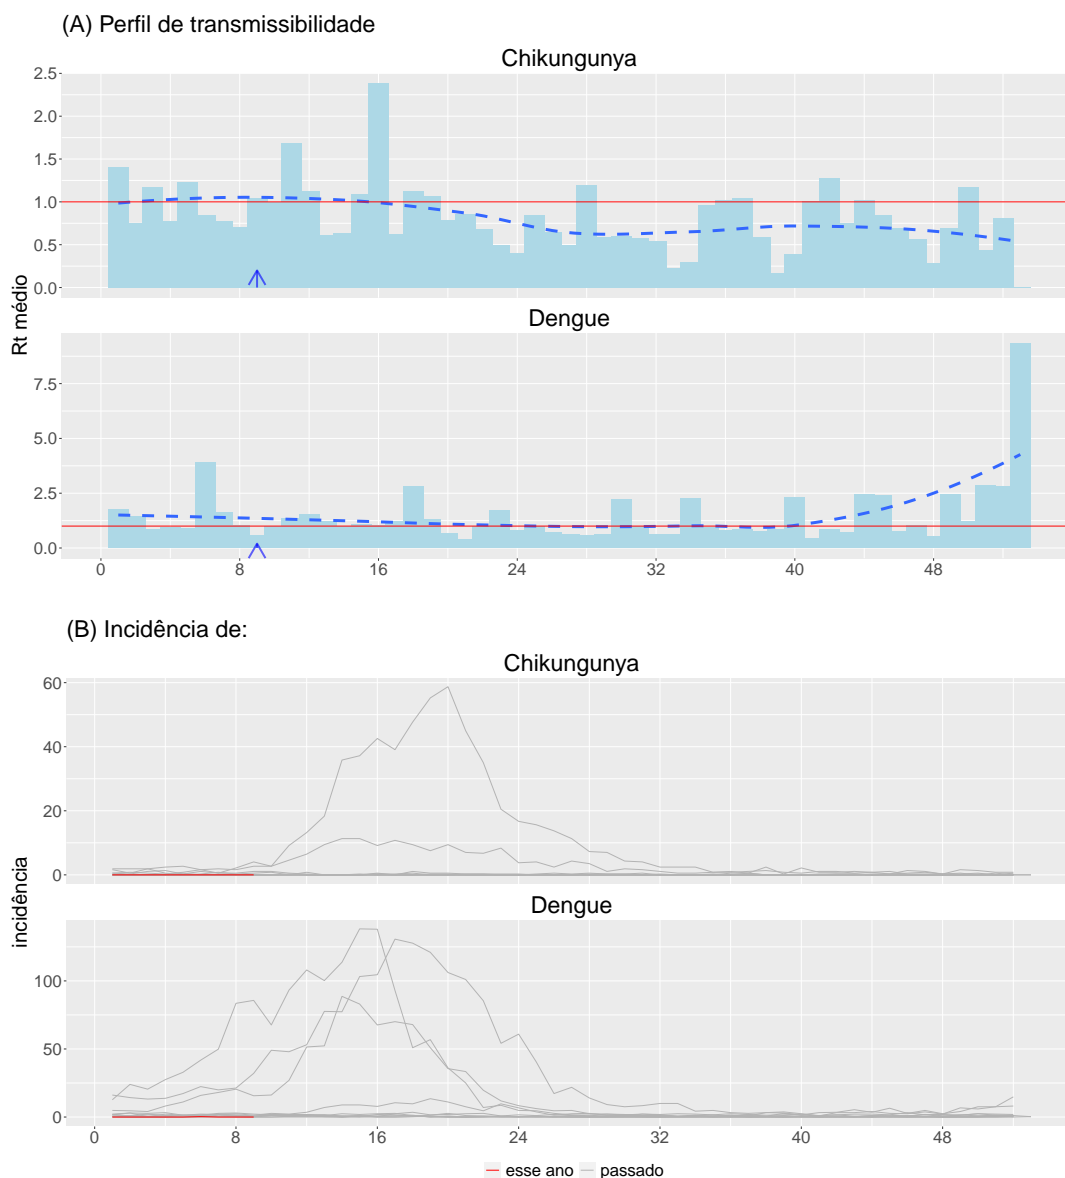 (A) Perfil de transmissibilidade
Chikungunya
2.5
2.0
1.5
1.0
0.5
0.0
Rt médio
Dengue
7.5
5.0
2.5
0.0
0 8 16 24 32 40 48
(B) Incidência de:
Chikungunya
60
40
20
0
incidência
Dengue
100
50
0
0 8 16 24 32 40 48
esse ano passado